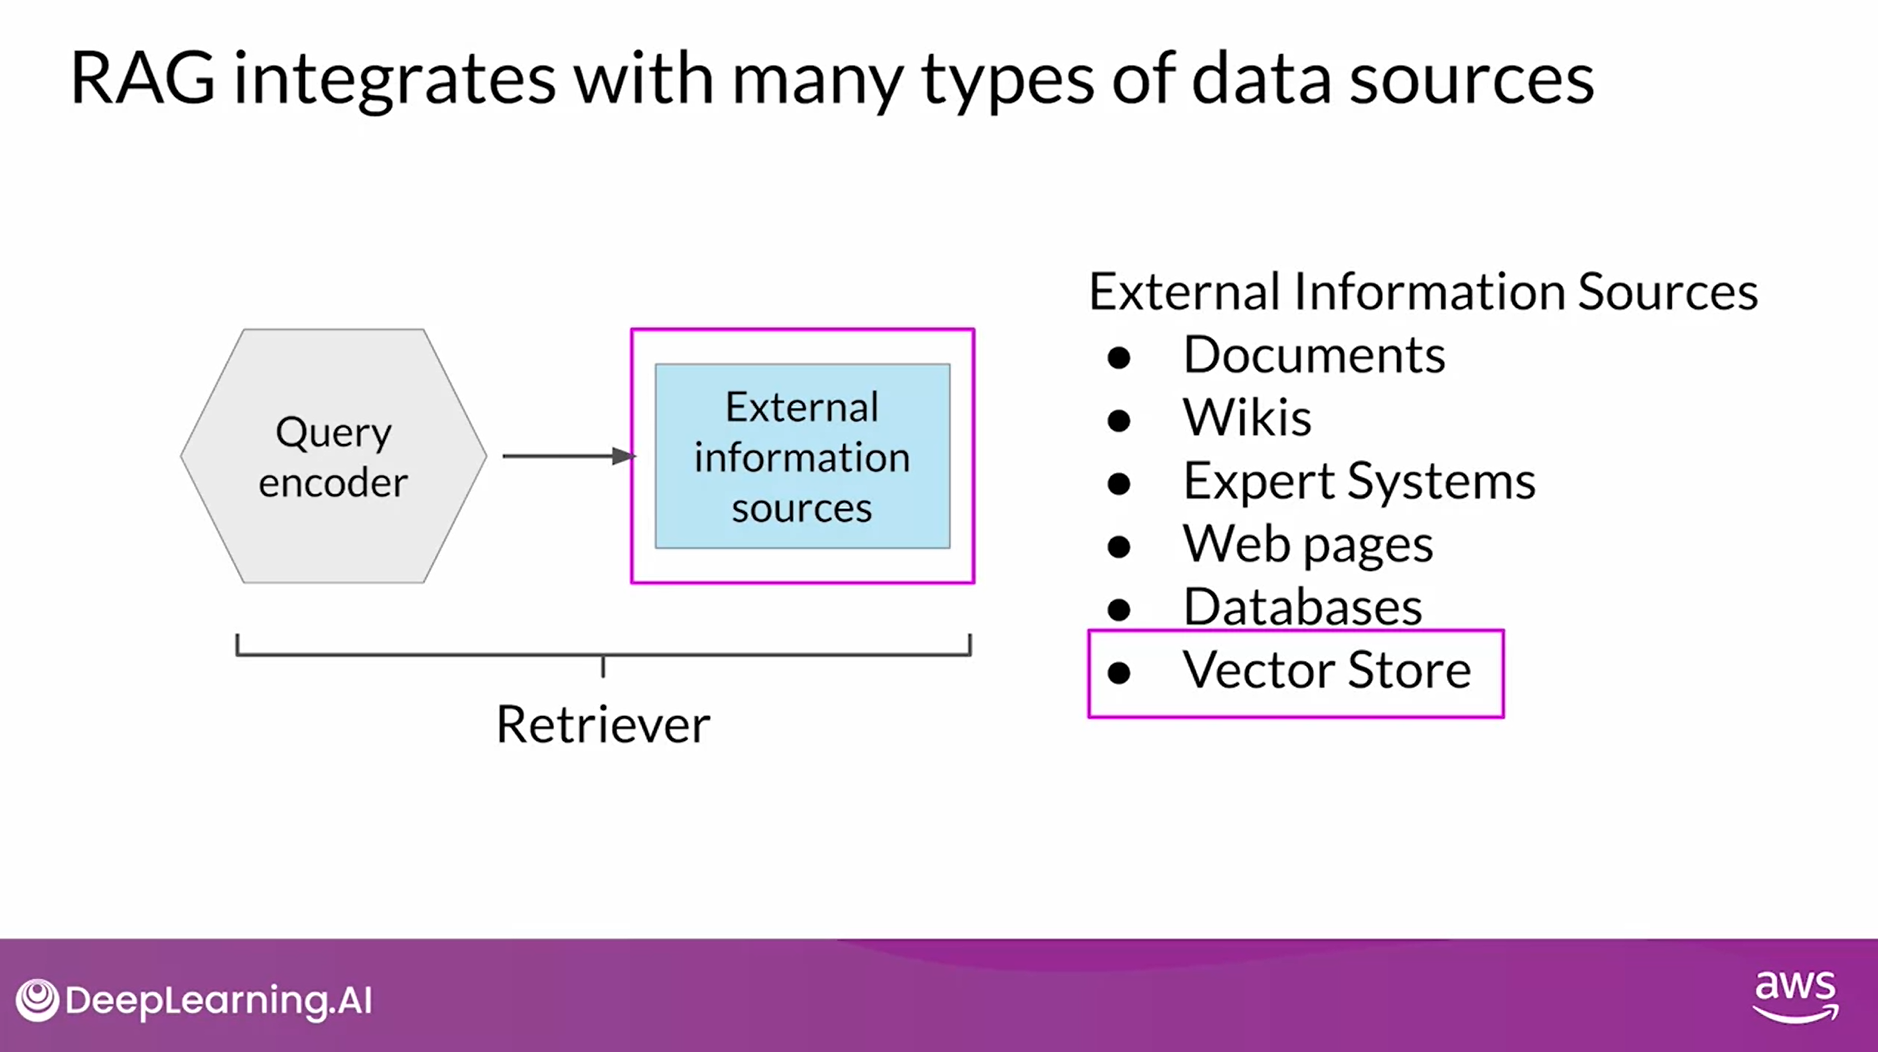 RAG integrates with many types of data sources
Query
encoder
External
information
sources
Retriever
External Information Sources
● Documents
● Wikis
● Expert Systems
● Web pages
● Databases
● Vector Store
DeepLearning.AI
aws